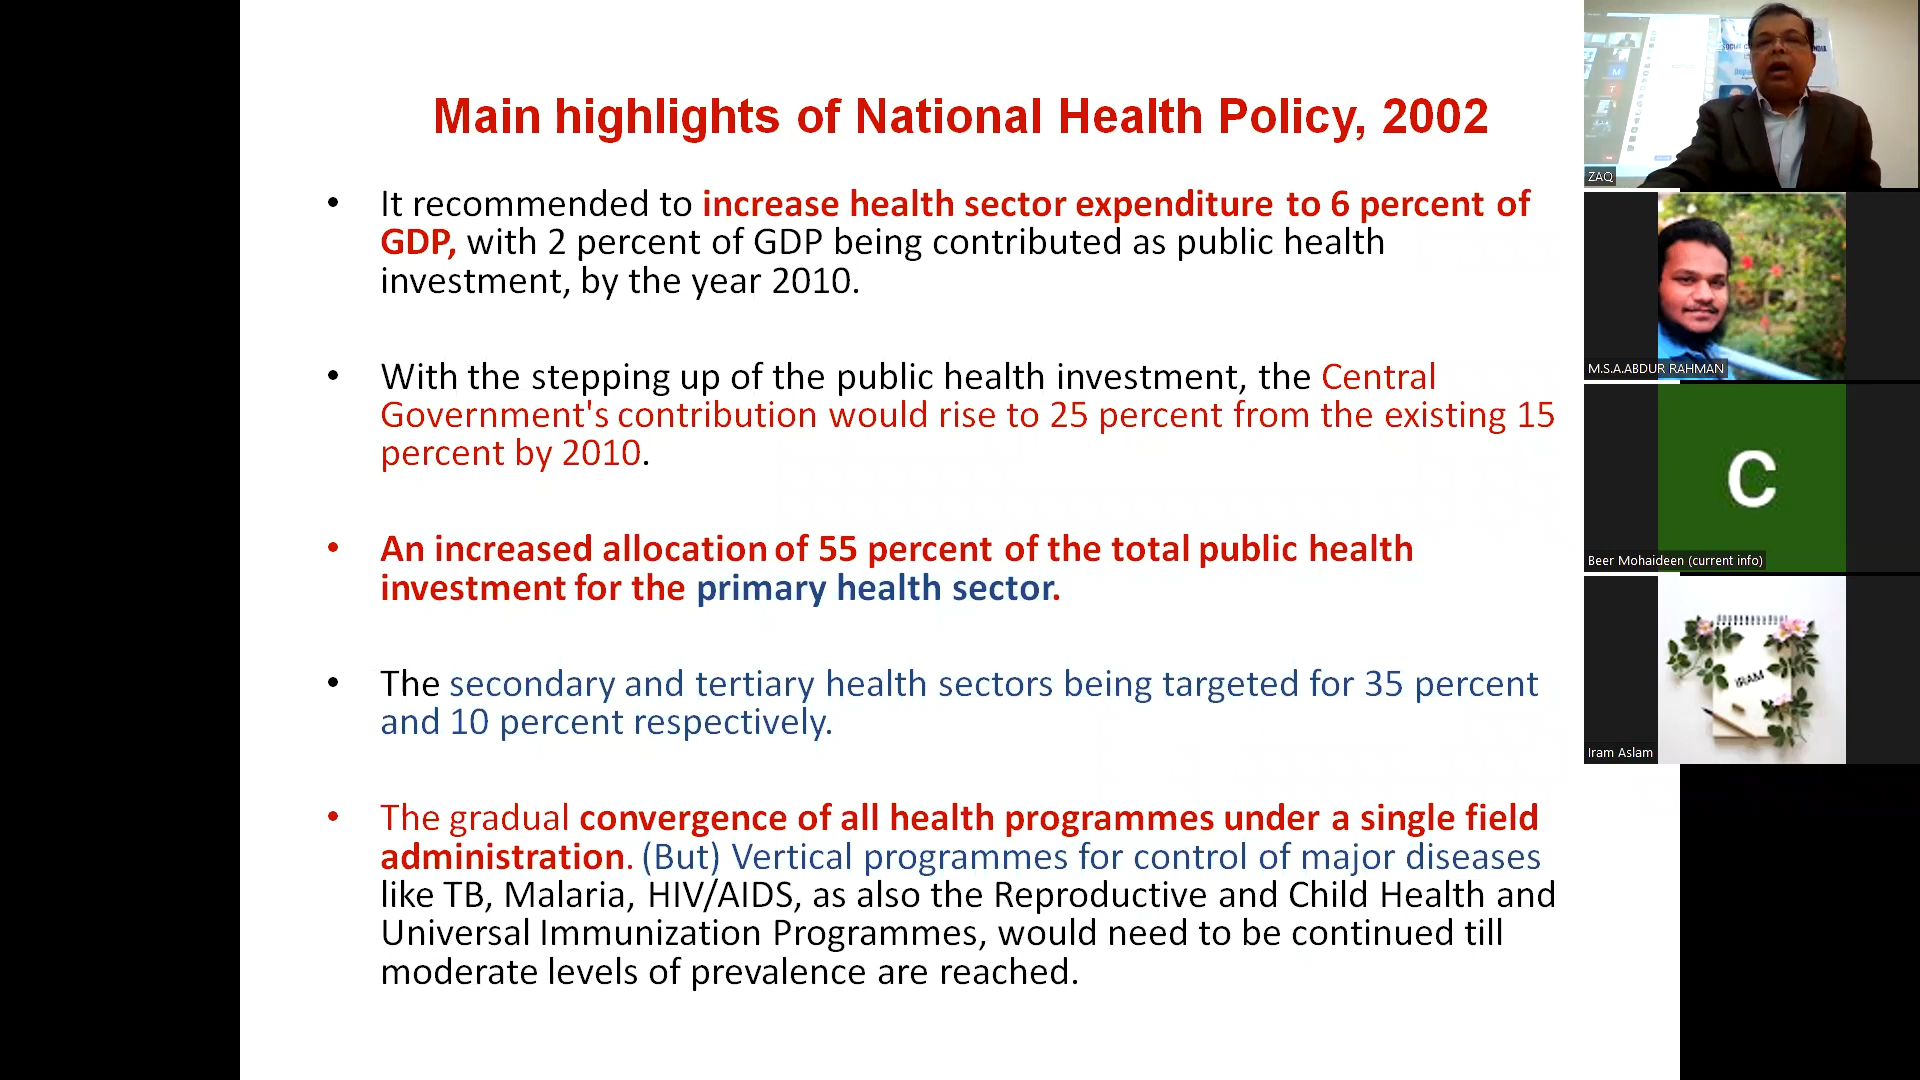 Main highlights of National Health Policy, 2002
• It recommended to increase health sector expenditure to 6 percent of
GDP, with 2 percent of GDP being contributed as public health
investment, by the year 2010.
• With the stepping up of the public health investment, the Central
Government's contribution would rise to 25 percent from the existing 15
percent by 2010.
• An increased allocation of 55 percent of the total public health
investment for the primary health sector.
• The secondary and tertiary health sectors being targeted for 35 percent
and 10 percent respectively.
• The gradual convergence of all health programmes under a single field
administration. (But) Vertical programmes for control of major diseases
like TB, Malaria, HIV/AIDS, as also the Reproductive and Child Health and
Universal Immunization Programmes, would need to be continued till
moderate levels of prevalence are reached.
ZAQ
M.S.A.ABDUR RAHMAN
C
Beer Mohaideen (current info)
IRAM
Iram Aslam